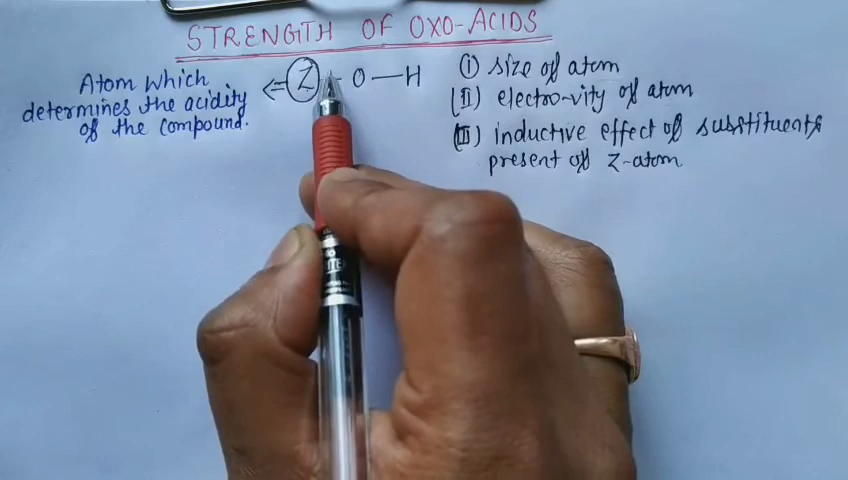 STRENGTH OF OXO-ACIDS
Atom Which
determines the acidity
of the compound.
⇐ Z — O — H
(I) size of atom
(II) electro-vity of atom
(III) inductive effect of susstituents
present of Z-atom